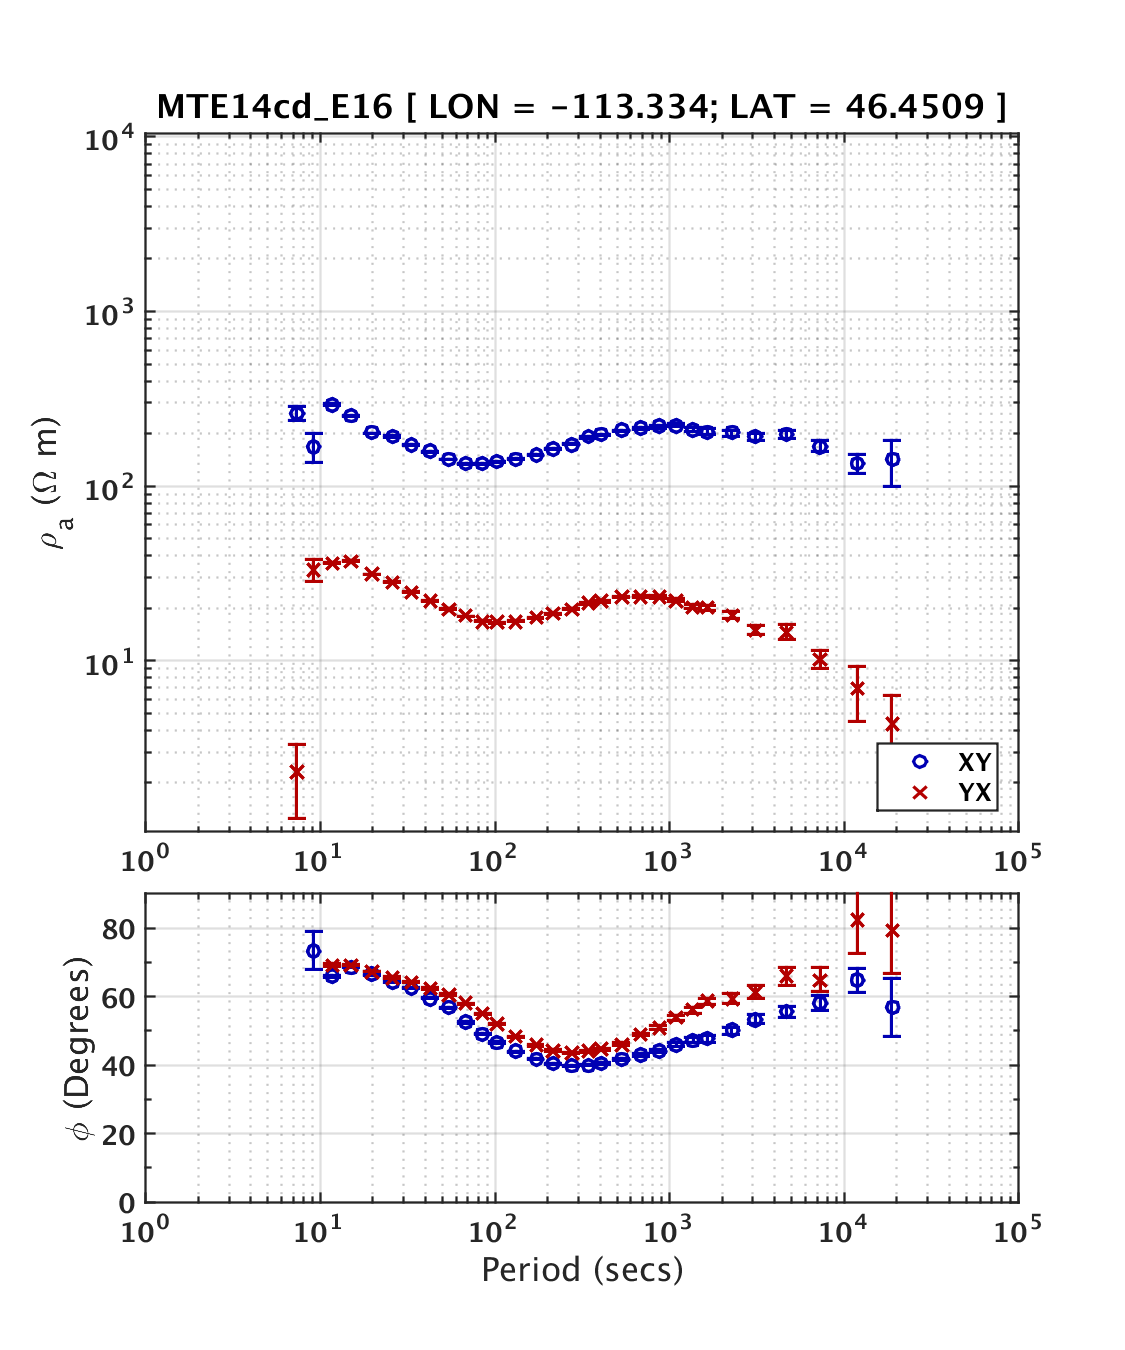 MTE14cd_E16 [ LON = -113.334; LAT = 46.4509 ]
10^4
10^3
10^2
10^1
ρ_a (Ω m)
XY
YX
10^0 10^1 10^2 10^3 10^4 10^5
80
60
40
20
0
ϕ (Degrees)
10^0 10^1 10^2 10^3 10^4 10^5
Period (secs)